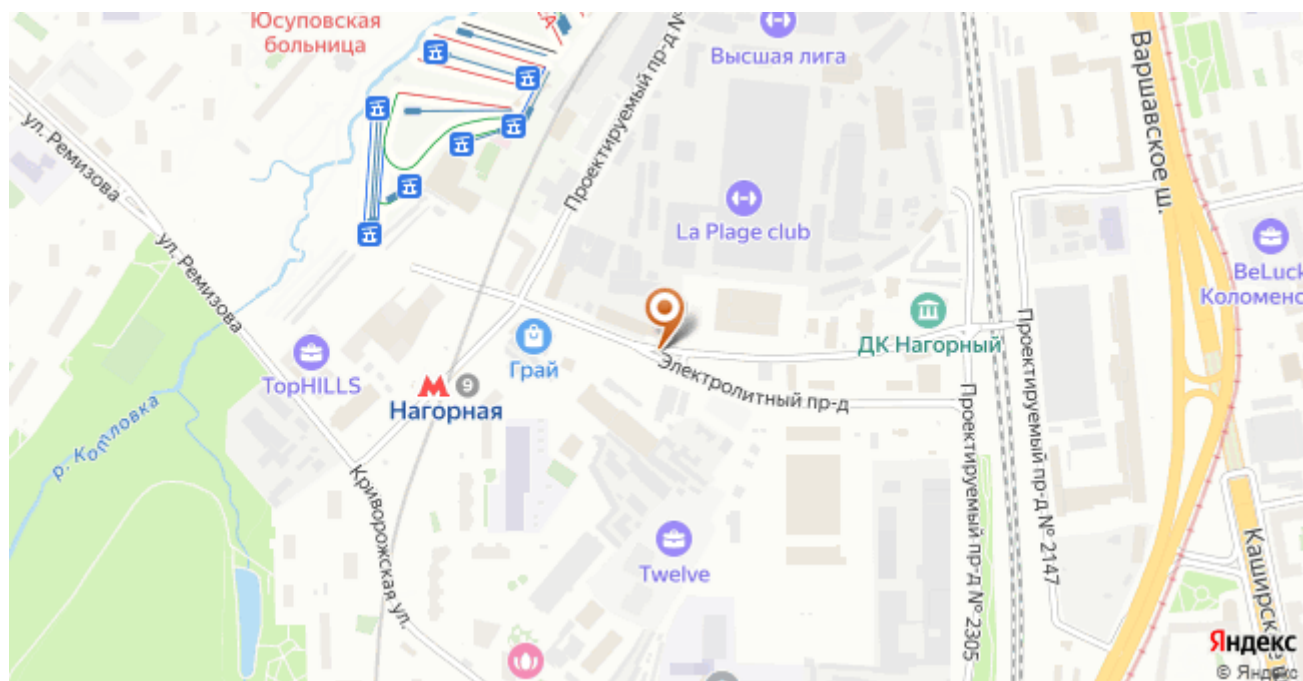 Юсуповская
больница
Высшая лига
Варшавское ш.
ул. Ремизова
Проектируемый пр-д №
La Plage club
BeLuck
Коломенс
ул. Ремизова
ДК Нагорный
TopHILLS
Грай
М 9
Нагорная
Электролитный пр-д
р. Котловка
Проектируемый пр-д № 2147
Проектируемый пр-д № 2305
Криворожская ул.
Twelve
Каширск
Яндекс
© Яндекс